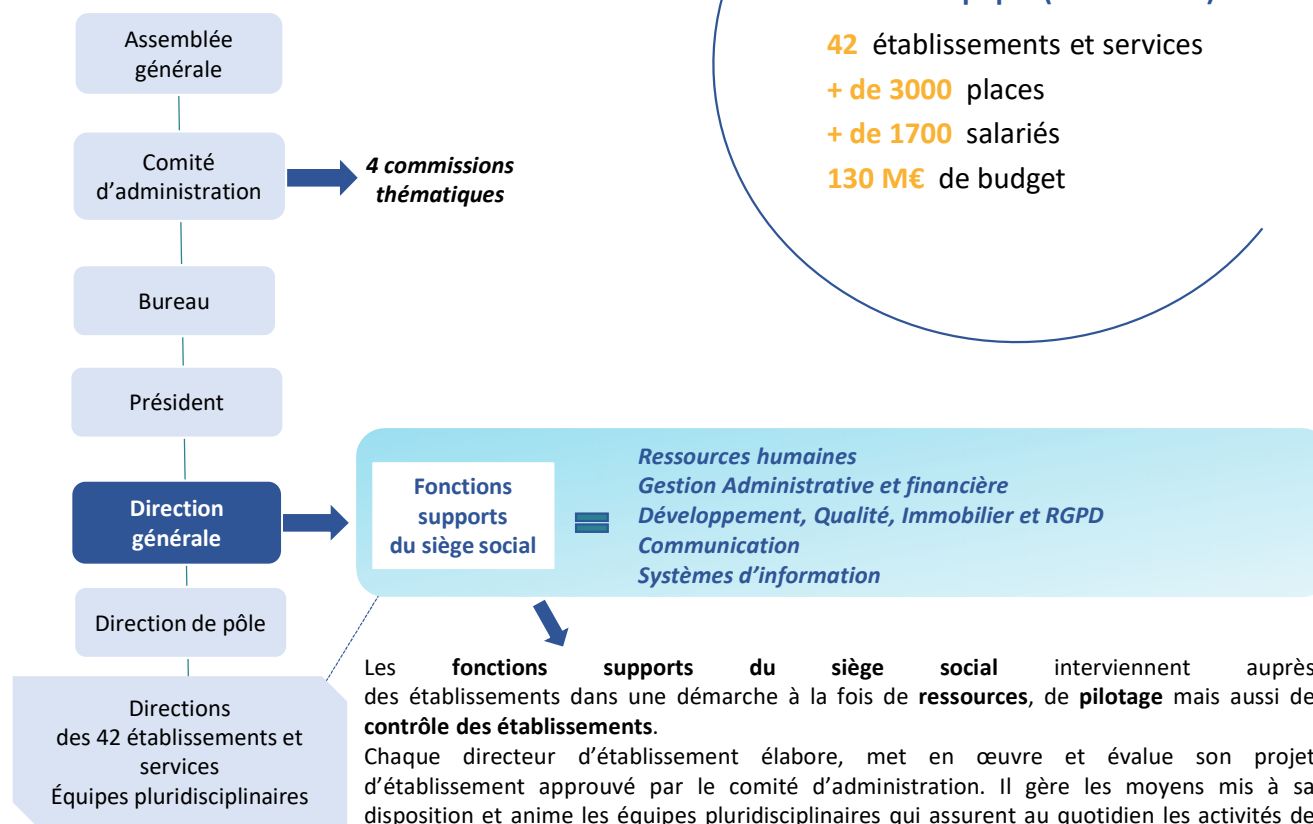 42 établissements et services
+ de 3000 places
+ de 1700 salariés
130 M€ de budget
Assemblée
générale
Comité
d'administration
4 commissions
thématiques
Bureau
Président
Direction
générale
Fonctions
supports
du siège social
Ressources humaines
Gestion Administrative et financière
Développement, Qualité, Immobilier et RGPD
Communication
Systèmes d'information
Direction de pôle
Directions
des 42 établissements et
services
Équipes pluridisciplinaires
Les fonctions supports du siège social interviennent auprès
des établissements dans une démarche à la fois de ressources, de pilotage mais aussi de
contrôle des établissements.
Chaque directeur d'établissement élabore, met en œuvre et évalue son projet
d'établissement approuvé par le comité d'administration. Il gère les moyens mis à sa
disposition et anime les équipes pluridisciplinaires qui assurent au quotidien les activités de